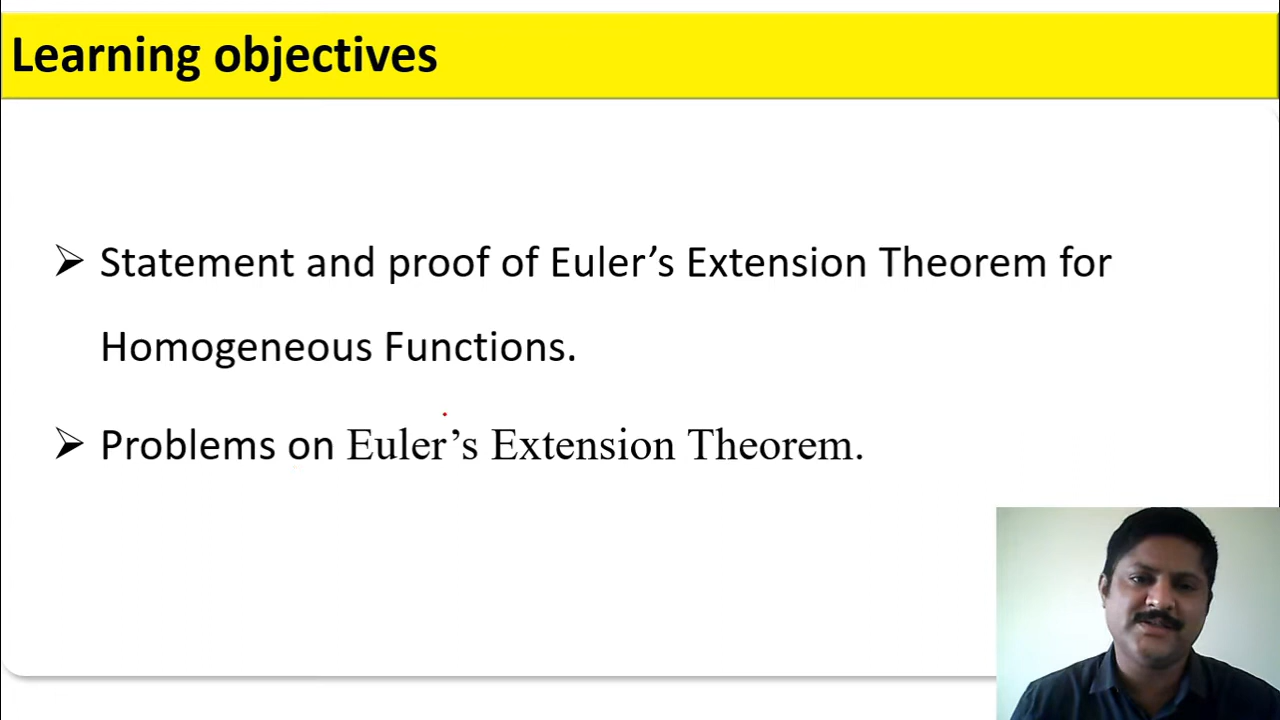 Learning objectives
➢ Statement and proof of Euler’s Extension Theorem for
Homogeneous Functions.
➢ Problems on Euler’s Extension Theorem.